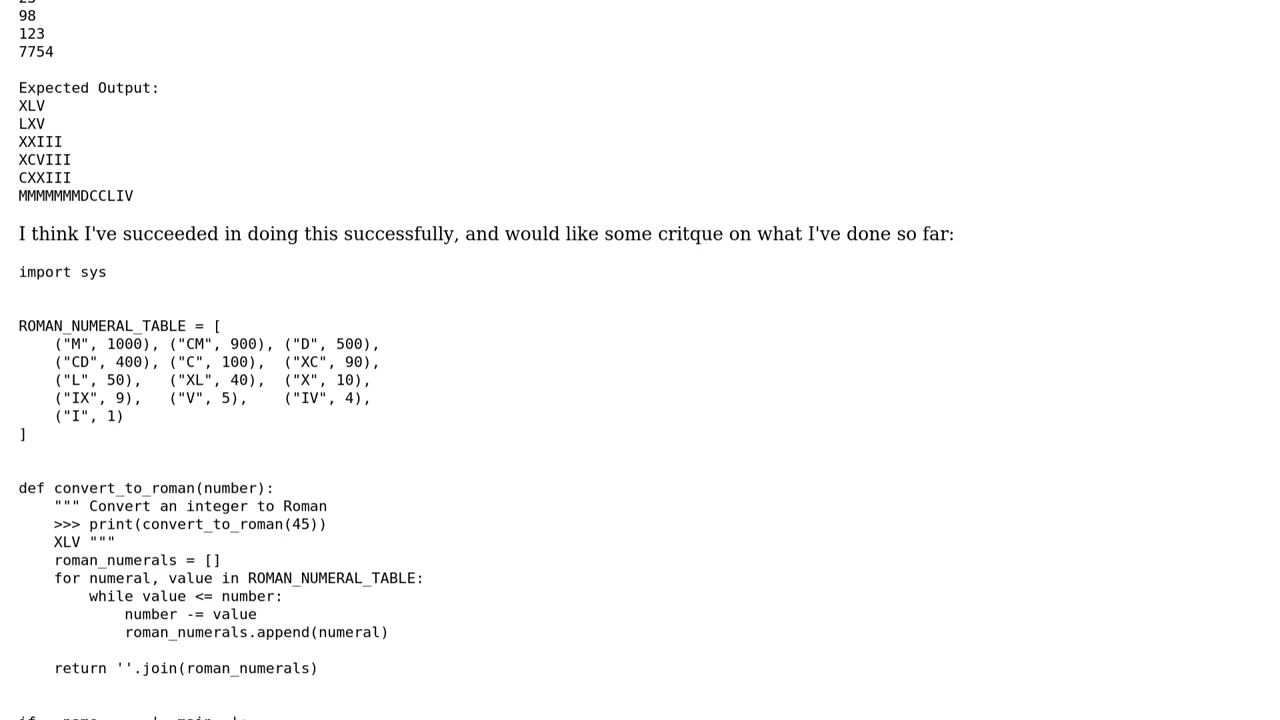 98
123
7754
Expected Output:
XLV
LXV
XXIII
XCVIII
CXXIII
MMMMMMMDCCLIV
I think I've succeeded in doing this successfully, and would like some critque on what I've done so far:
import sys
ROMAN_NUMERAL_TABLE = [
    ("M", 1000), ("CM", 900), ("D", 500),
    ("CD", 400), ("C", 100),  ("XC", 90),
    ("L", 50),   ("XL", 40),  ("X", 10),
    ("IX", 9),   ("V", 5),    ("IV", 4),
    ("I", 1)
]
def convert_to_roman(number):
    """ Convert an integer to Roman
    >>> print(convert_to_roman(45))
    XLV """
    roman_numerals = []
    for numeral, value in ROMAN_NUMERAL_TABLE:
        while value <= number:
            number -= value
            roman_numerals.append(numeral)
    return ''.join(roman_numerals)